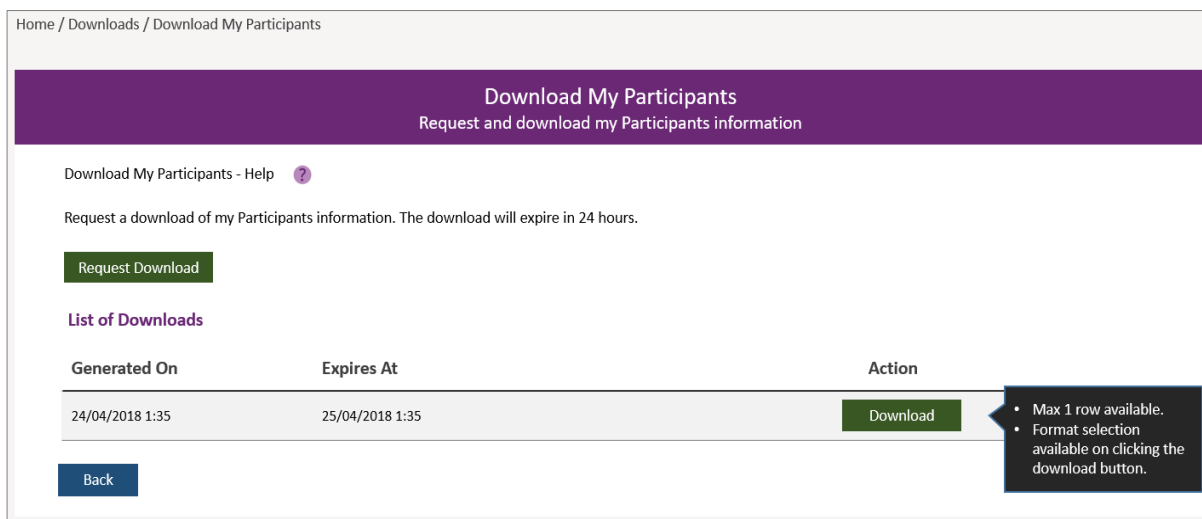 Home / Downloads / Download My Participants
Download My Participants
Request and download my Participants information
Download My Participants - Help ?
Request a download of my Participants information. The download will expire in 24 hours.
Request Download
List of Downloads
Generated On Expires At Action
24/04/2018 1:35 25/04/2018 1:35 Download
• Max 1 row available.
• Format selection
available on clicking the
download button.
Back